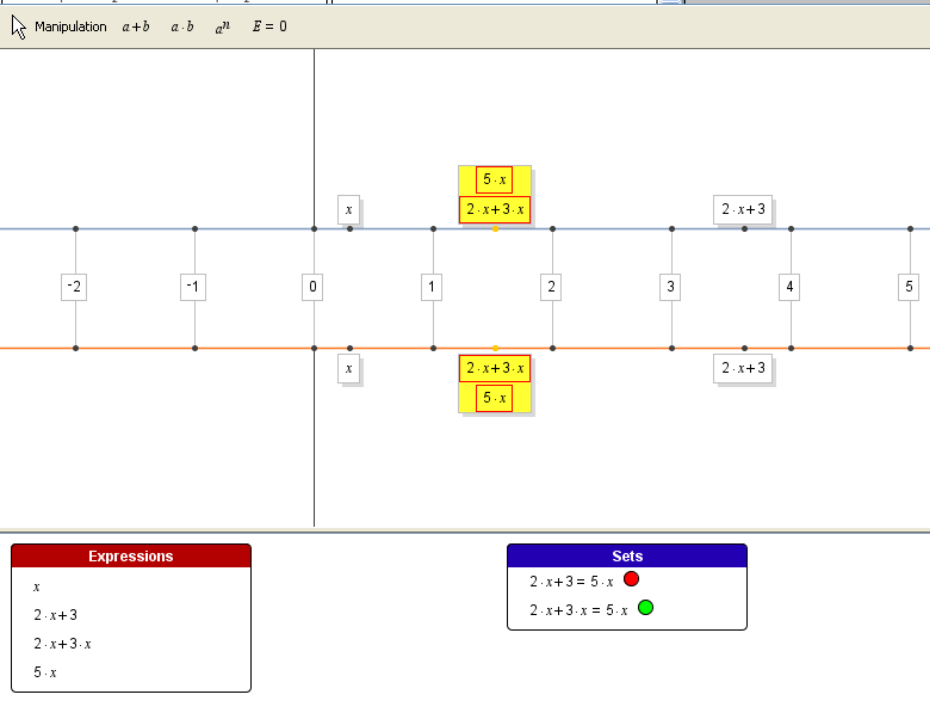 Manipulation a+b a·b aⁿ E = 0
5·x
x 2·x+3·x 2·x+3
-2 -1 0 1 2 3 4 5
x 2·x+3·x 2·x+3
5·x
Expressions
x
2·x+3
2·x+3·x
5·x
Sets
2·x+3 = 5·x
2·x+3·x = 5·x